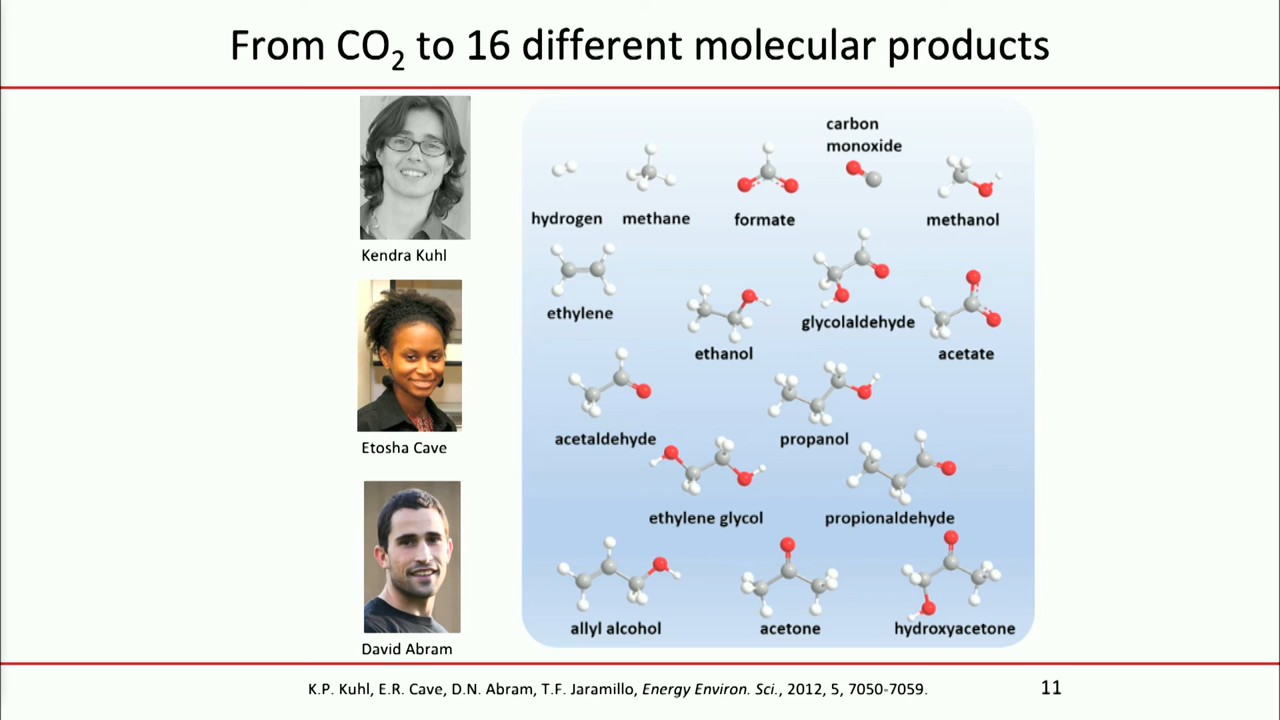 From CO₂ to 16 different molecular products
Kendra Kuhl
Etosha Cave
David Abram
carbon
monoxide
hydrogen
methane
formate
methanol
ethylene
ethanol
glycolaldehyde
acetate
acetaldehyde
propanol
ethylene glycol
propionaldehyde
allyl alcohol
acetone
hydroxyacetone
K.P. Kuhl, E.R. Cave, D.N. Abram, T.F. Jaramillo, Energy Environ. Sci., 2012, 5, 7050-7059.
11